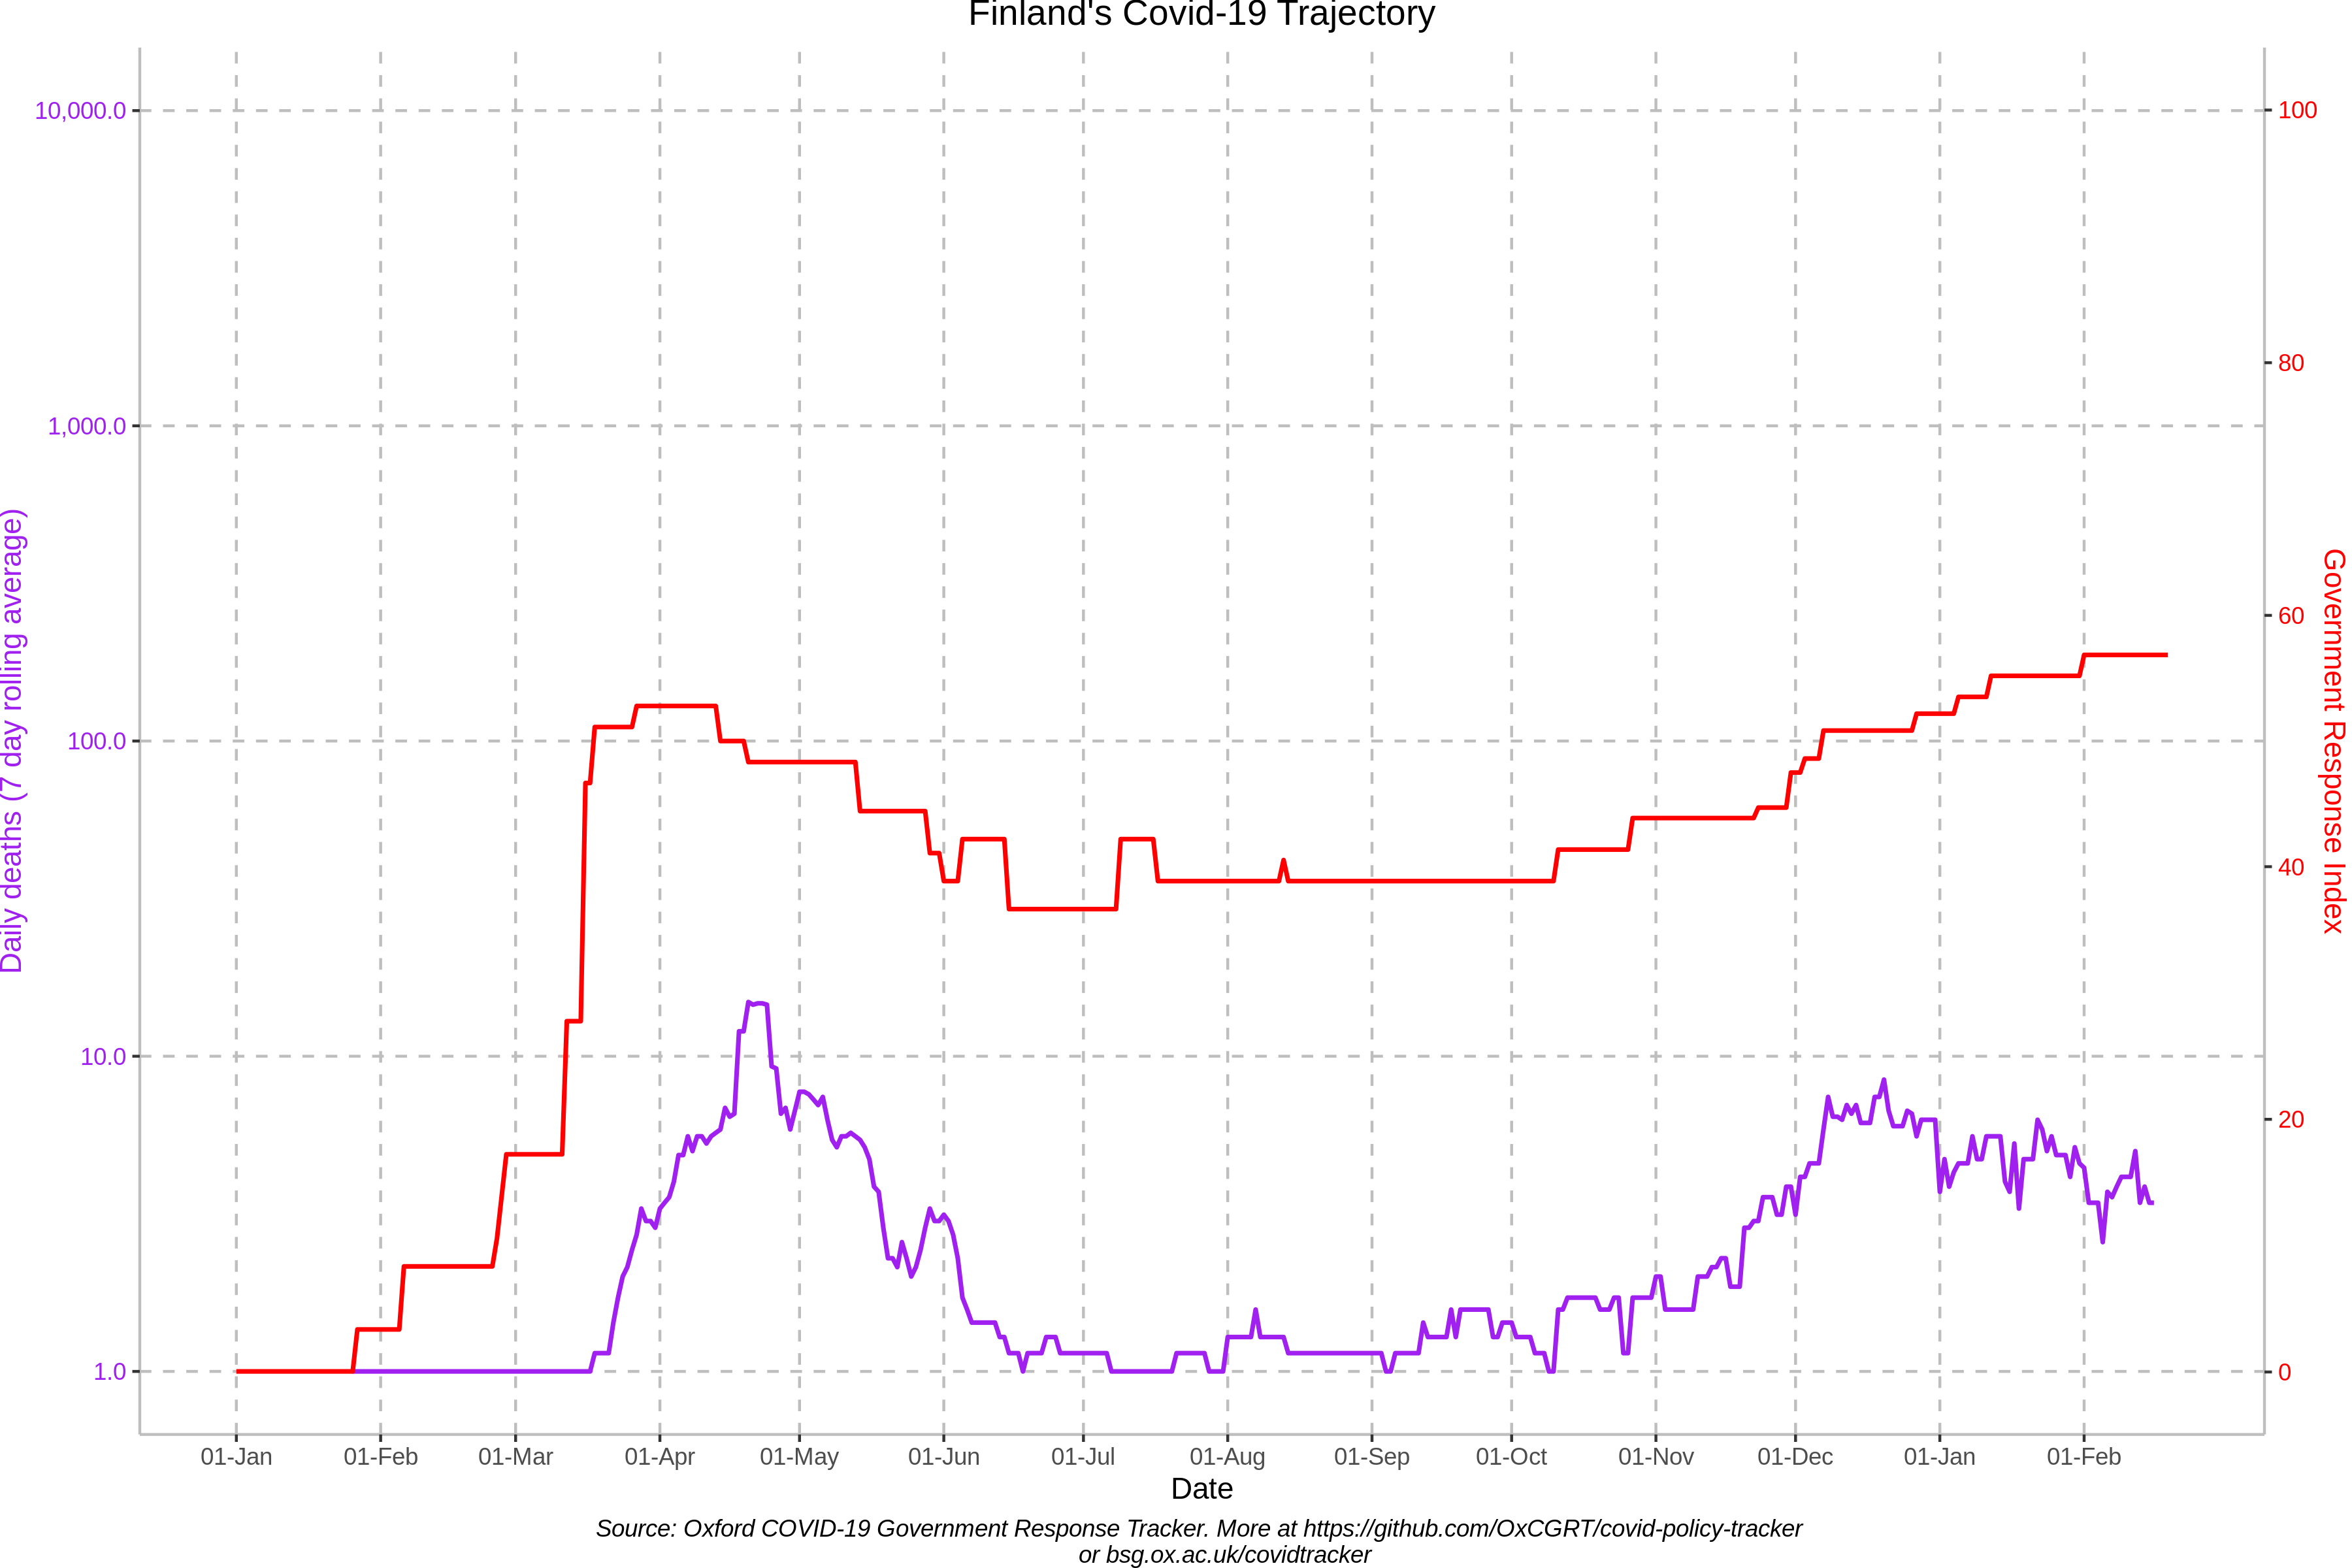 Finland's Covid-19 Trajectory
10,000.0
1,000.0
100.0
10.0
1.0
Daily deaths (7 day rolling average)
100
80
60
40
20
0
Government Response Index
01-Jan 01-Feb 01-Mar 01-Apr 01-May 01-Jun 01-Jul 01-Aug 01-Sep 01-Oct 01-Nov 01-Dec 01-Jan 01-Feb
Date
Source: Oxford COVID-19 Government Response Tracker. More at https://github.com/OxCGRT/covid-policy-tracker
or bsg.ox.ac.uk/covidtracker